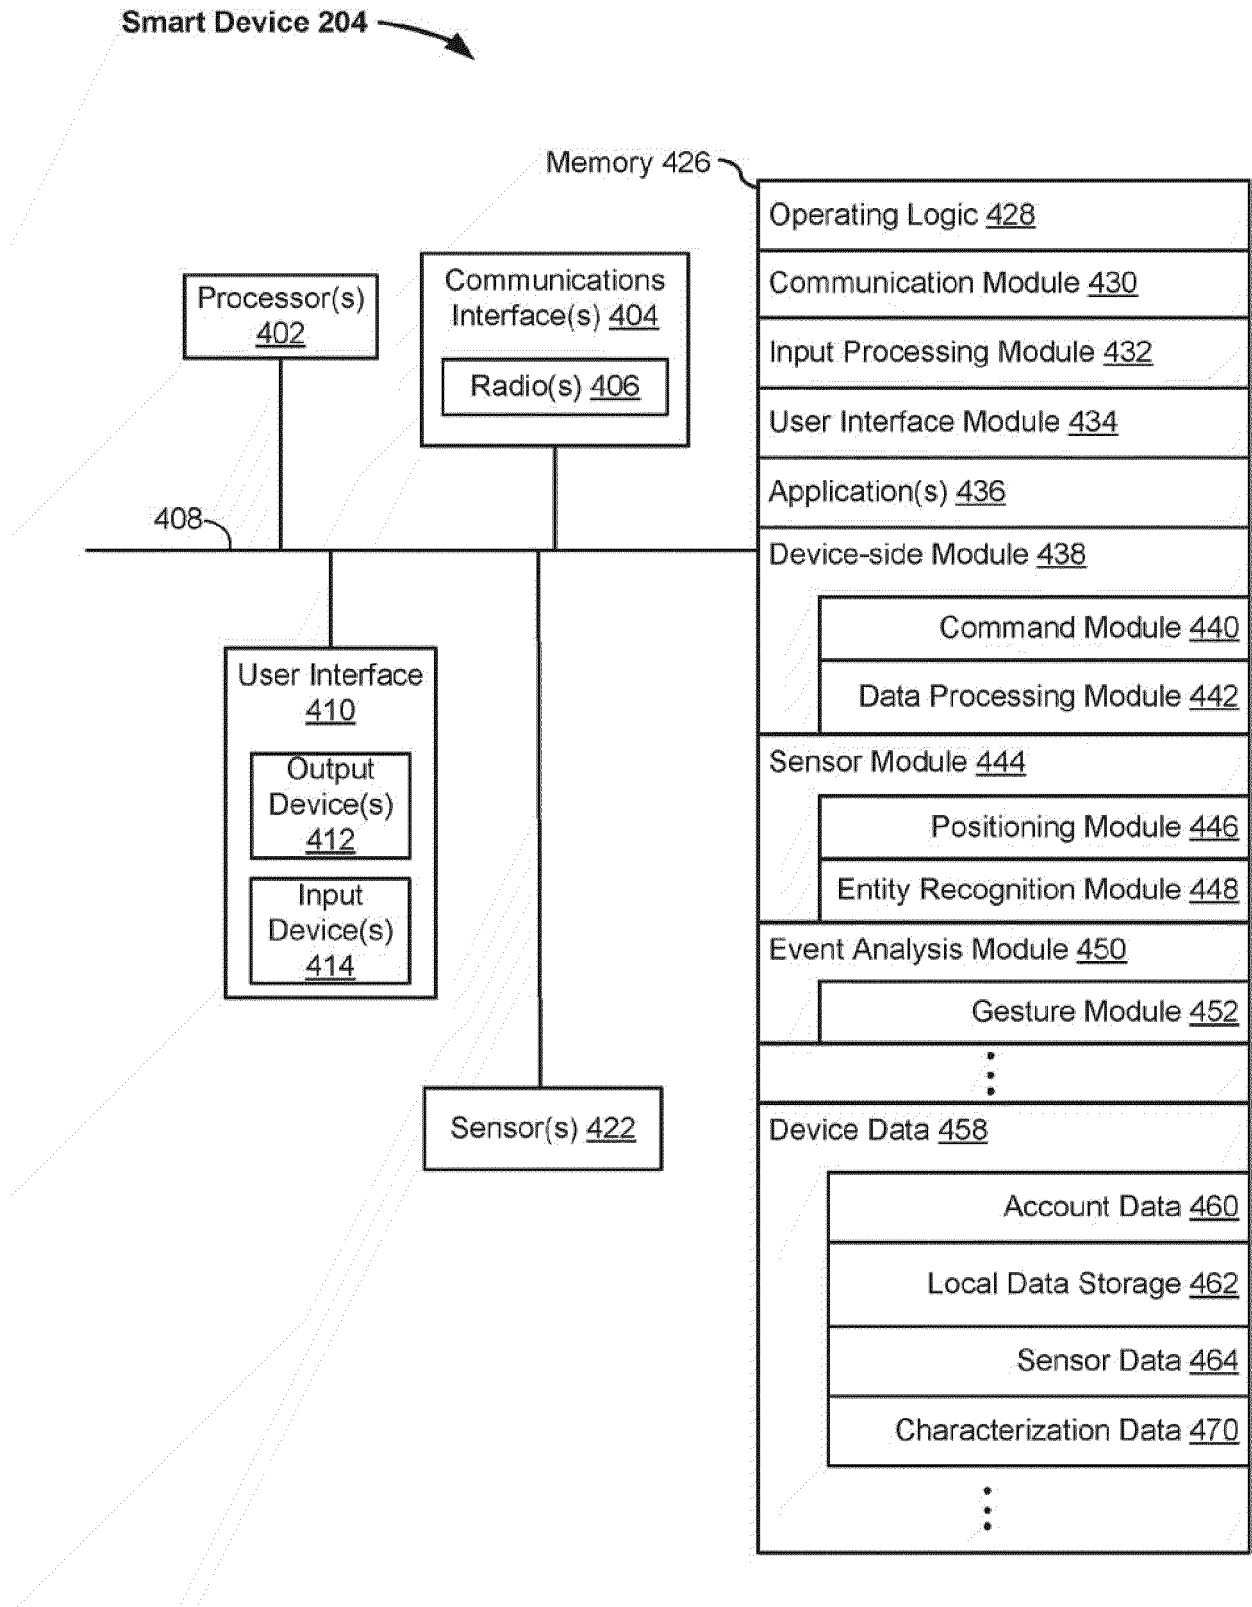 Smart Device 204
Memory 426
Processor(s)
402
Communications
Interface(s) 404
Radio(s) 406
408
User Interface
410
Output
Device(s)
412
Input
Device(s)
414
Sensor(s) 422
Operating Logic 428
Communication Module 430
Input Processing Module 432
User Interface Module 434
Application(s) 436
Device-side Module 438
Command Module 440
Data Processing Module 442
Sensor Module 444
Positioning Module 446
Entity Recognition Module 448
Event Analysis Module 450
Gesture Module 452
Device Data 458
Account Data 460
Local Data Storage 462
Sensor Data 464
Characterization Data 470